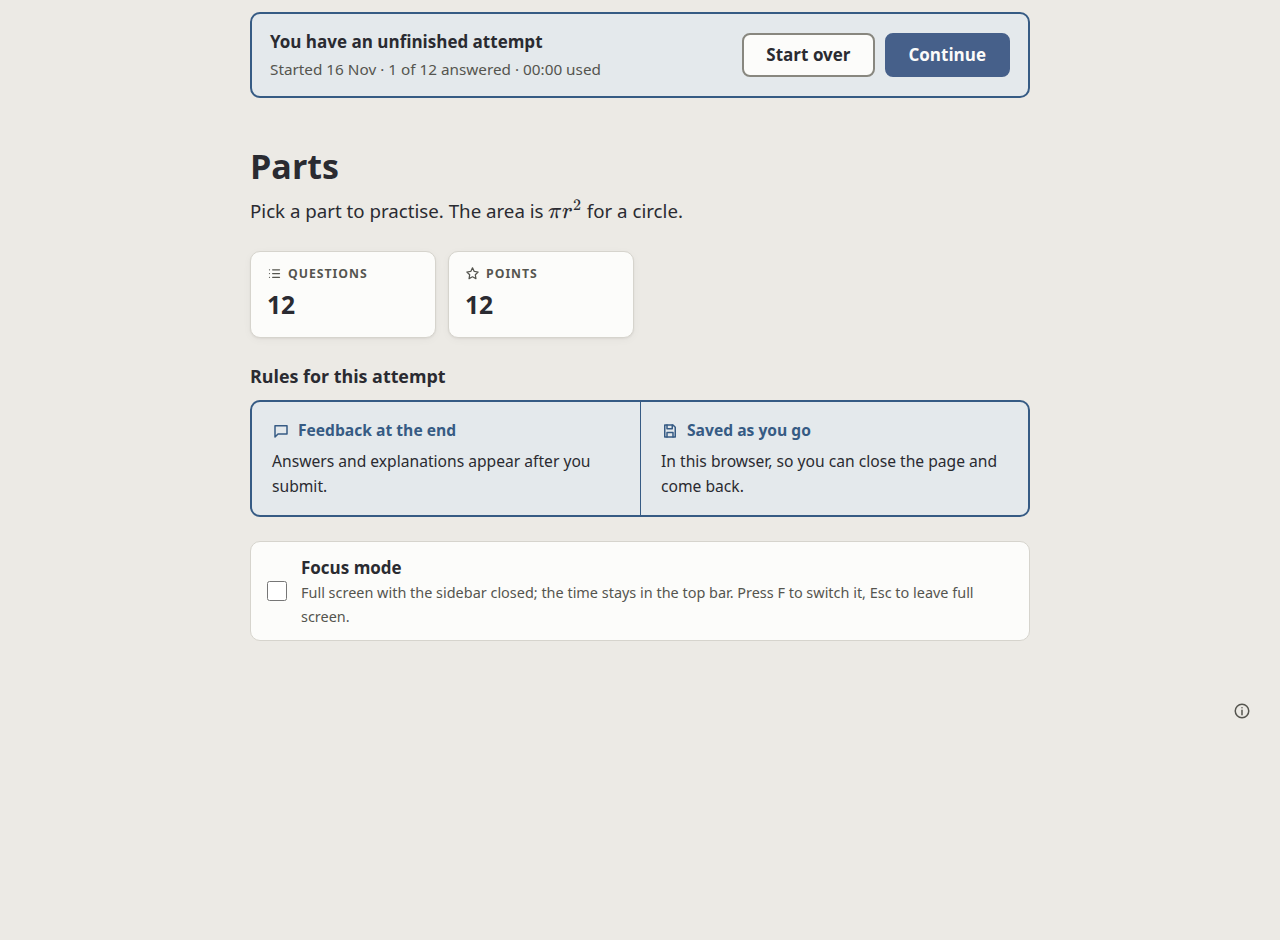 You have an unfinished attempt
Started 16 Nov · 1 of 12 answered · 00:00 used
Start over
Continue
Parts
Pick a part to practise. The area is πr² for a circle.
QUESTIONS
12
POINTS
12
Rules for this attempt
Feedback at the end
Answers and explanations appear after you
submit.
Saved as you go
In this browser, so you can close the page and
come back.
Focus mode
Full screen with the sidebar closed; the time stays in the top bar. Press F to switch it, Esc to leave full
screen.